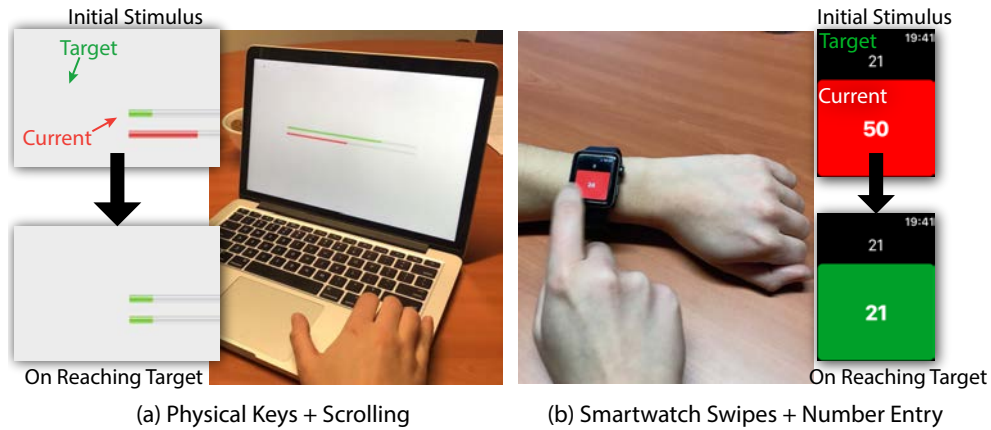 Initial Stimulus
Target
Current
On Reaching Target
(a) Physical Keys + Scrolling
Initial Stimulus
Target
19:41
21
Current
50
19:41
21
21
On Reaching Target
(b) Smartwatch Swipes + Number Entry